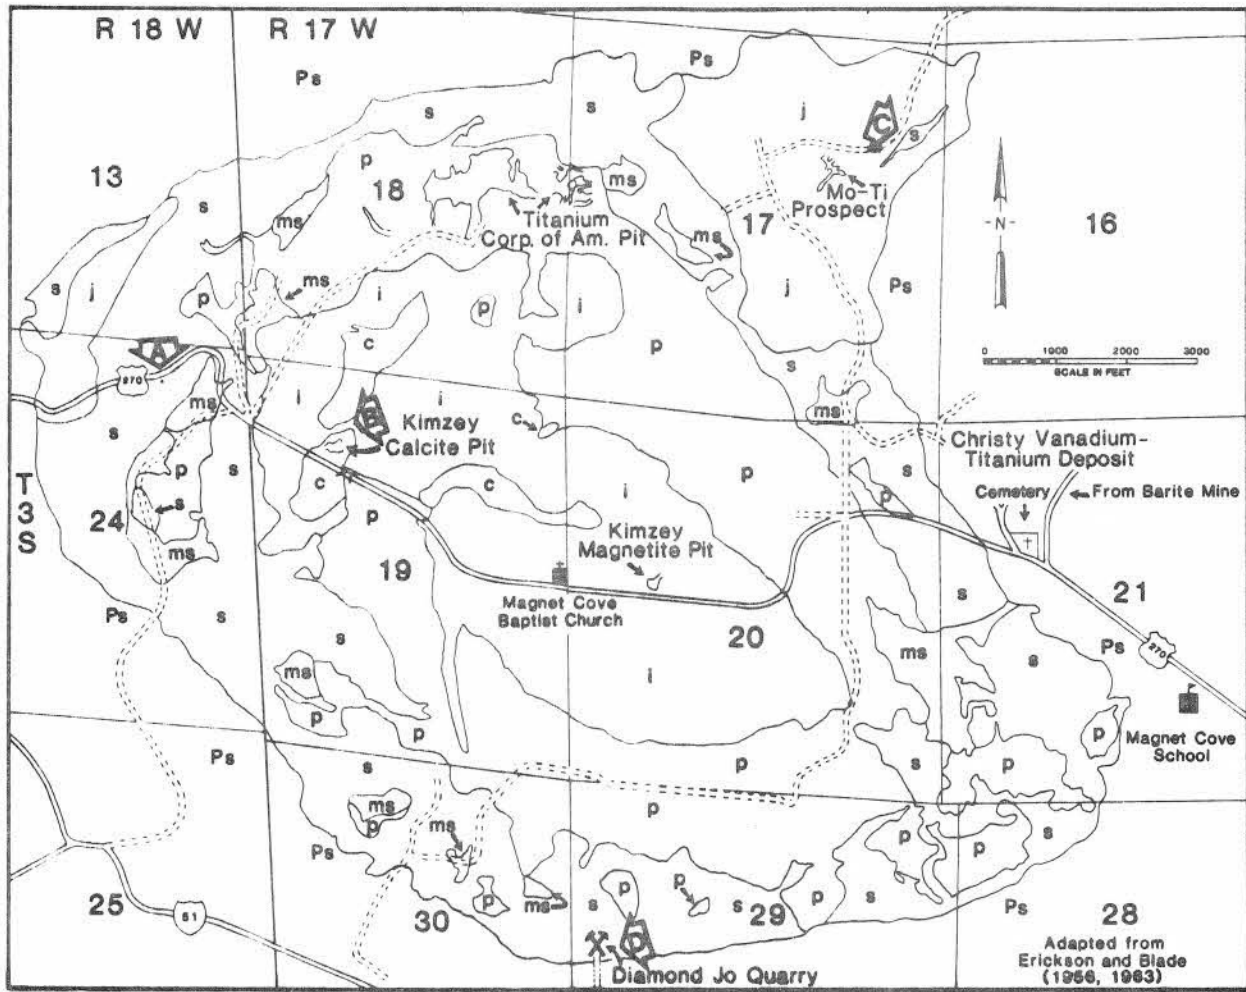 R 18 W
R 17 W
Ps
Ps
s
s
j
C
s
13
p
18
ms
Mo-Ti
Prospect
s
ms
Titanium
Corp. of Am. Pit
ms
17
16
N
s
j
p
ms
i
p
i
j
Ps
A
c
p
0 1000 2000 3000
SCALE IN FEET
270
s
ms
i
B
i
Kimzey
Calcite Pit
c
ms
Christy Vanadium-
Titanium Deposit
s
p
s
c
c
p
s
p
Cemetery
From Barite Mine
T
3
S
24
s
ms
p
19
i
Kimzey
Magnetite Pit
Magnet Cove
Baptist Church
20
s
21
Ps
s
s
ms
s
Ps
270
ms
i
p
p
p
Magnet Cove
School
Ps
s
p
s
p
ms
p
ms
p
p
s
Ps
p
25
51
30
p
ms
s
p
p
s
29
p
s
Ps
28
D
Diamond Jo Quarry
Adapted from
Erickson and Blade
(1956, 1963)